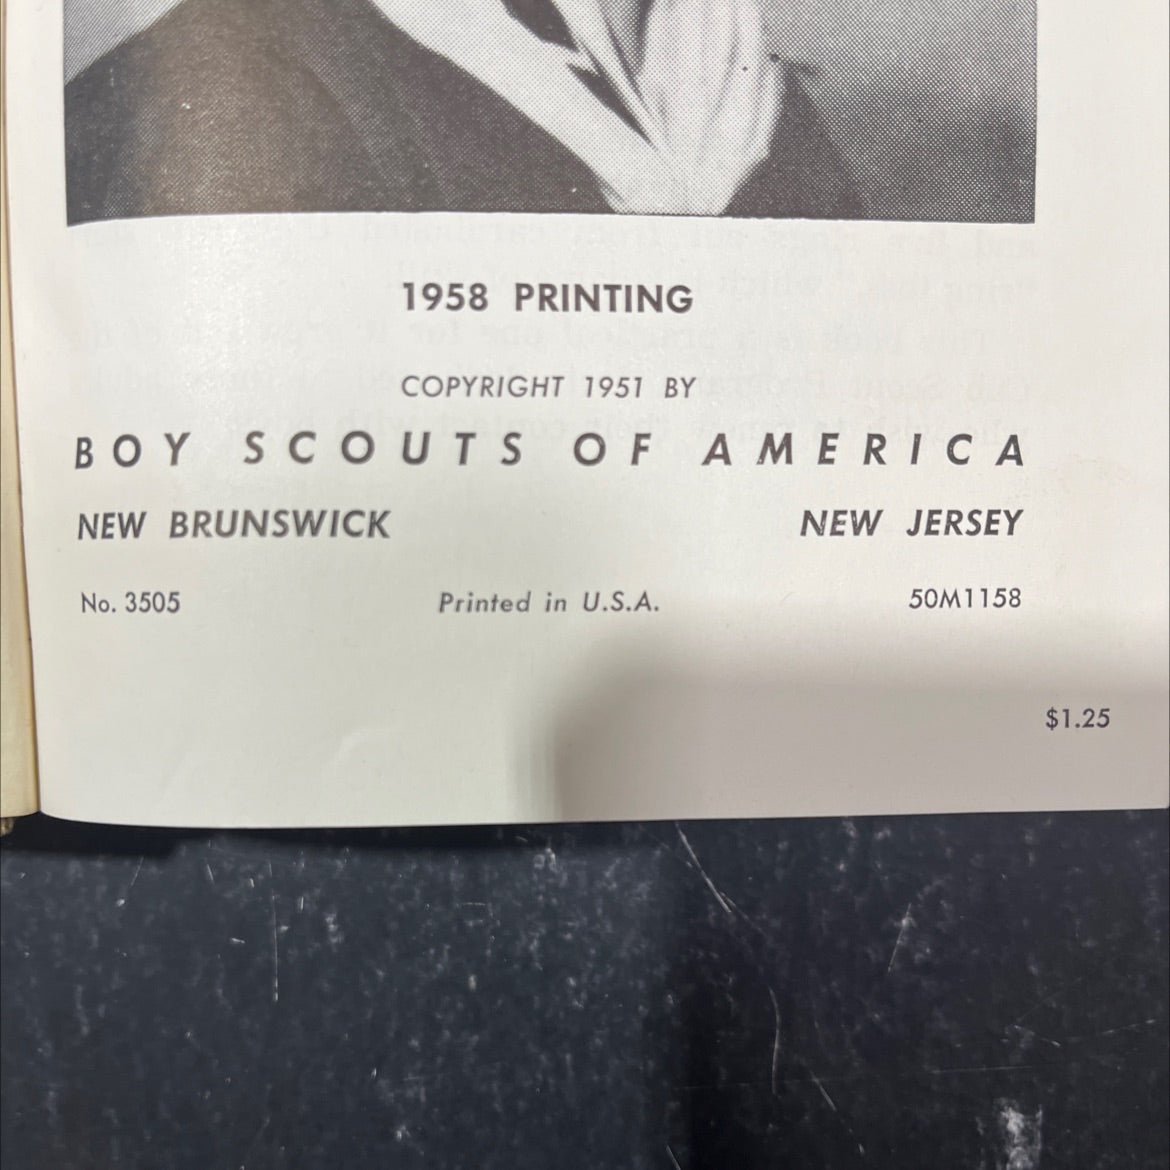 1958 PRINTING
COPYRIGHT 1951 BY
BOY SCOUTS OF AMERICA
NEW BRUNSWICK NEW JERSEY
No. 3505 Printed in U.S.A. 50M1158
$1.25